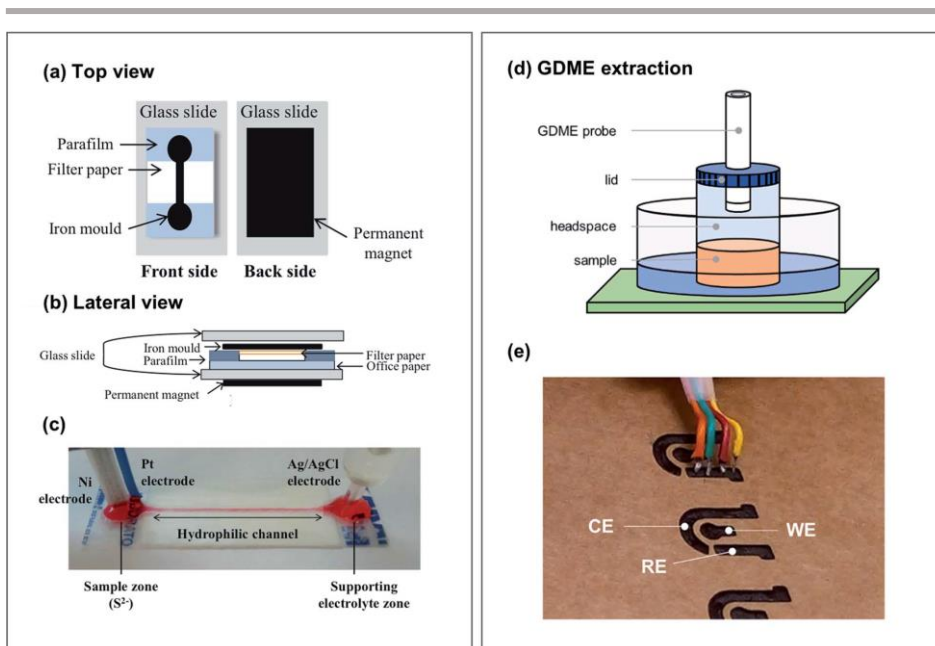 (a) Top view
Glass slide
Glass slide
Parafilm
Filter paper
Iron mould
Permanent
magnet
Front side
Back side
(b) Lateral view
Glass slide
Iron mould
Parafilm
Filter paper
Office paper
Permanent magnet
(c)
Ni
electrode
Pt
electrode
Ag/AgCl
electrode
Hydrophilic channel
Sample zone
(S²⁻)
Supporting
electrolyte zone
(d) GDME extraction
GDME probe
lid
headspace
sample
(e)
CE
WE
RE